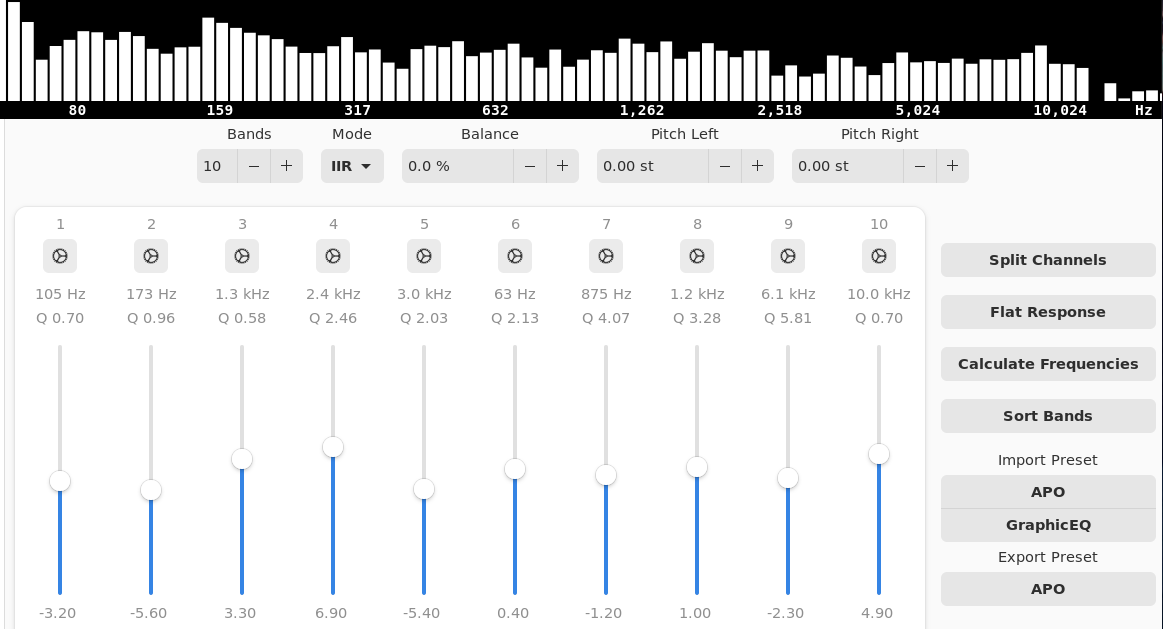 80 159 317 632 1,262 2,518 5,024 10,024 Hz
Bands Mode Balance Pitch Left Pitch Right
10 − + IIR 0.0 % − + 0.00 st − + 0.00 st − +
1 2 3 4 5 6 7 8 9 10
105 Hz 173 Hz 1.3 kHz 2.4 kHz 3.0 kHz 63 Hz 875 Hz 1.2 kHz 6.1 kHz 10.0 kHz
Q 0.70 Q 0.96 Q 0.58 Q 2.46 Q 2.03 Q 2.13 Q 4.07 Q 3.28 Q 5.81 Q 0.70
-3.20 -5.60 3.30 6.90 -5.40 0.40 -1.20 1.00 -2.30 4.90
Split Channels
Flat Response
Calculate Frequencies
Sort Bands
Import Preset
APO
GraphicEQ
Export Preset
APO